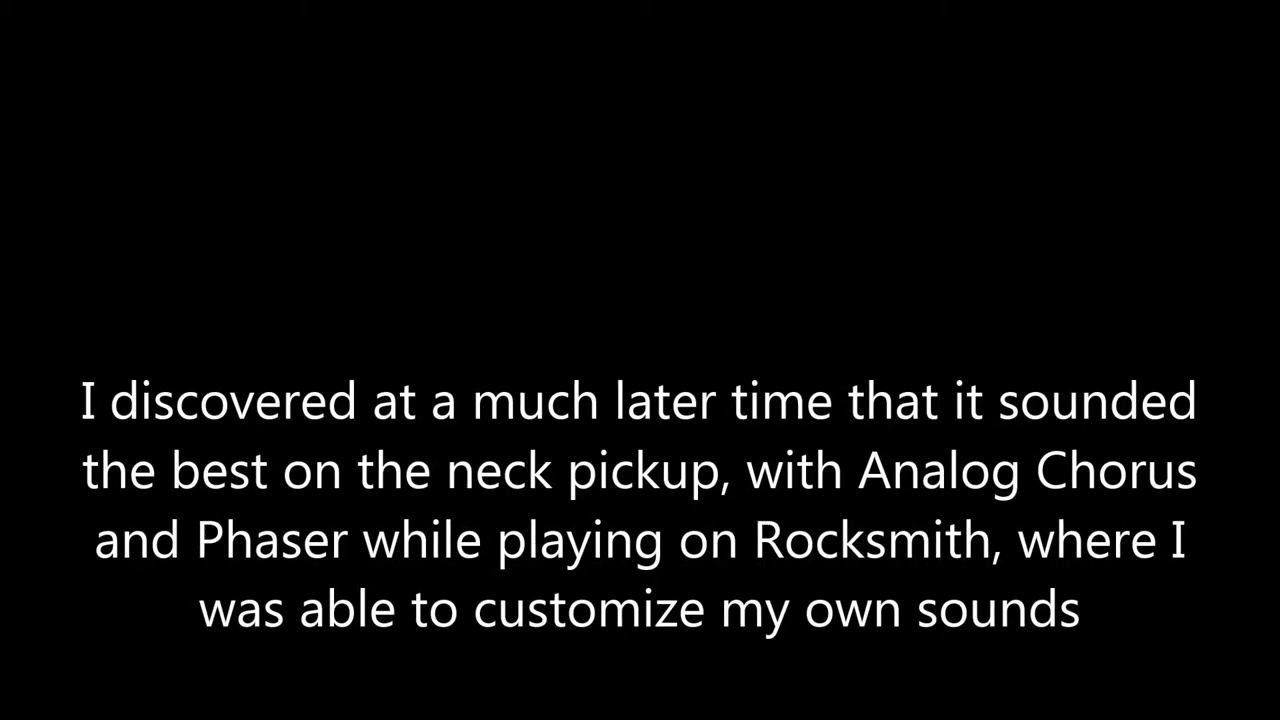 I discovered at a much later time that it sounded
the best on the neck pickup, with Analog Chorus
and Phaser while playing on Rocksmith, where I
was able to customize my own sounds